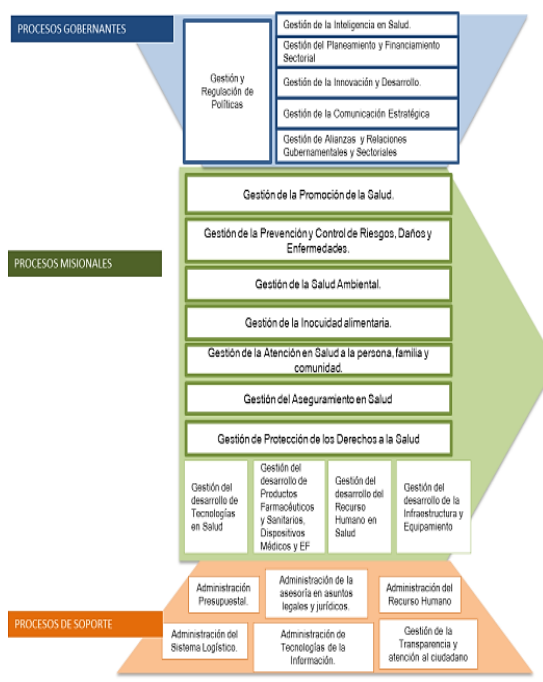 PROCESOS GOBERNANTES
Gestión y
Regulación de
Políticas
Gestión de la Inteligencia en Salud.
Gestión del Planeamiento y Financiamiento
Sectorial
Gestión de la Innovación y Desarrollo.
Gestión de la Comunicación Estratégica
Gestión de Alianzas y Relaciones
Gubernamentales y Sectoriales
PROCESOS MISIONALES
Gestión de la Promoción de la Salud.
Gestión de la Prevención y Control de Riesgos, Daños y
Enfermedades.
Gestión de la Salud Ambiental.
Gestión de la Inocuidad alimentaria.
Gestión de la Atención en Salud a la persona, familia y
comunidad.
Gestión del Aseguramiento en Salud
Gestión de Protección de los Derechos a la Salud
Gestión del
desarrollo de
Tecnologías
en Salud
Gestión del
desarrollo de
Productos
Farmacéuticos
y Sanitarios,
Dispositivos
Médicos y EF
Gestión del
desarrollo del
Recurso
Humano en
Salud
Gestión del
desarrollo de la
Infraestructura y
Equipamiento
PROCESOS DE SOPORTE
Administración
Presupuestal.
Administración de la
asesoría en asuntos
legales y jurídicos.
Administración del
Recurso Humano
Administración del
Sistema Logístico.
Administración de
Tecnologías de la
Información.
Gestión de la
Transparencia y
atención al ciudadano